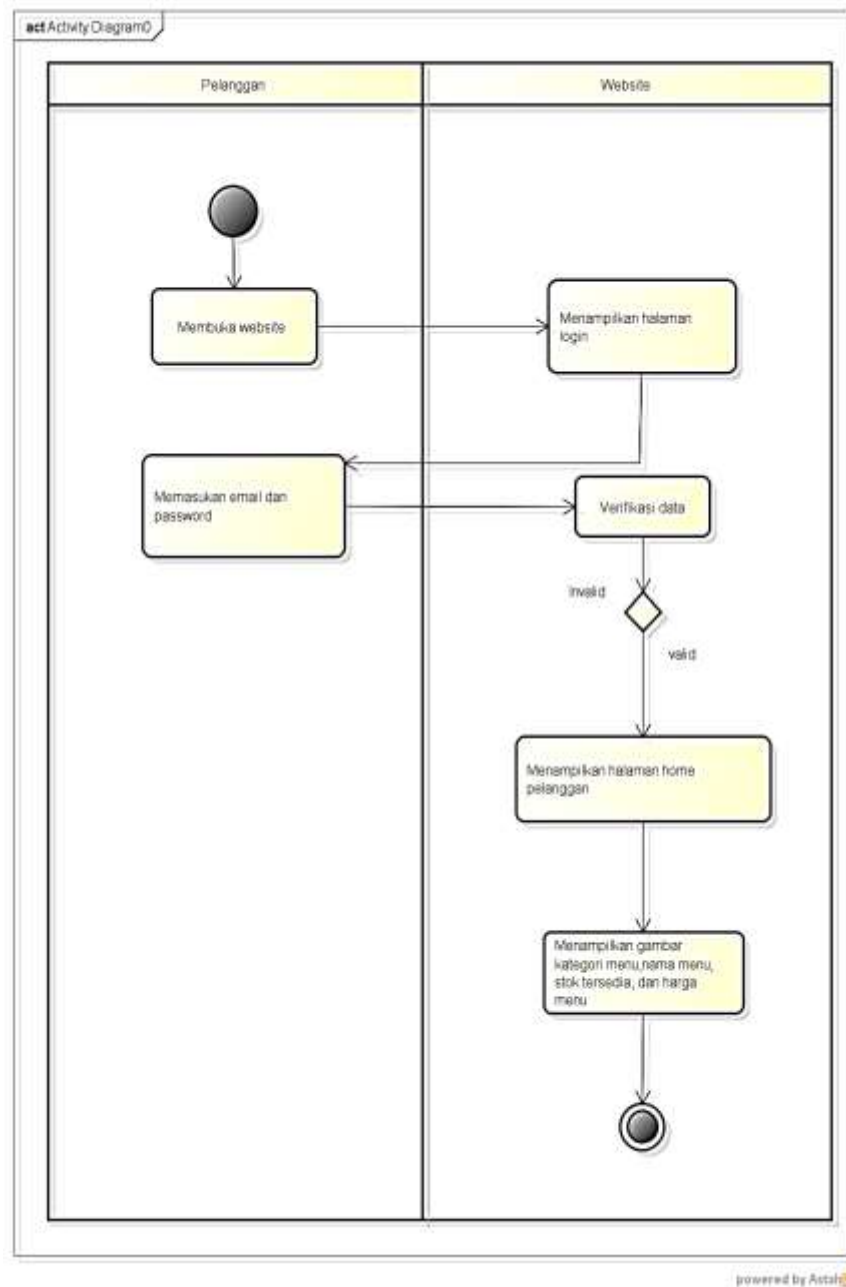 act Activity Diagram0
Pelanggan
Website
Membuka website
Menampilkan halaman
login
Memasukan email dan
password
Verifikasi data
Invalid
valid
Menampilkan halaman home
pelanggan
Menampilkan gambar
kategori menu,nama menu,
stok tersedia, dan harga
menu
powered by Astah